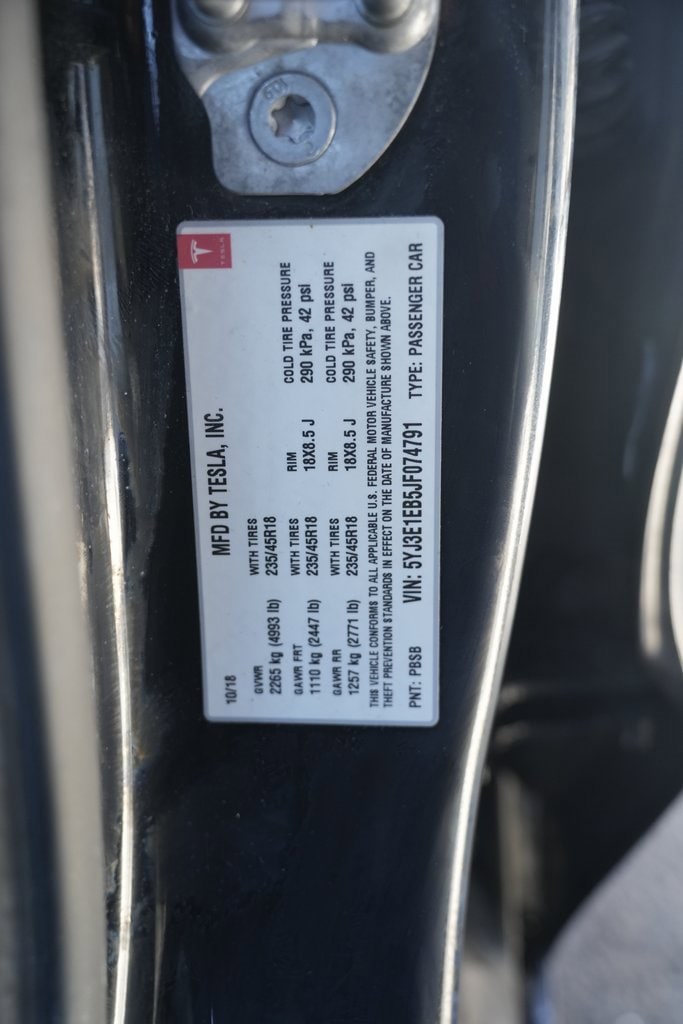 TESLA
MFD BY TESLA, INC.
10/18
GVWR WITH TIRES RIM COLD TIRE PRESSURE
2265 kg (4993 lb) 235/45R18
GAWR FRT WITH TIRES RIM COLD TIRE PRESSURE
1110 kg (2447 lb) 235/45R18 18X8.5 J 290 kPa, 42 psi
GAWR RR WITH TIRES
1257 kg (2771 lb) 235/45R18 18X8.5 J 290 kPa, 42 psi
THIS VEHICLE CONFORMS TO ALL APPLICABLE U.S. FEDERAL MOTOR VEHICLE SAFETY, BUMPER, AND
THEFT PREVENTION STANDARDS IN EFFECT ON THE DATE OF MANUFACTURE SHOWN ABOVE.
PNT: PBSB VIN: 5YJ3E1EB5JF074791 TYPE: PASSENGER CAR